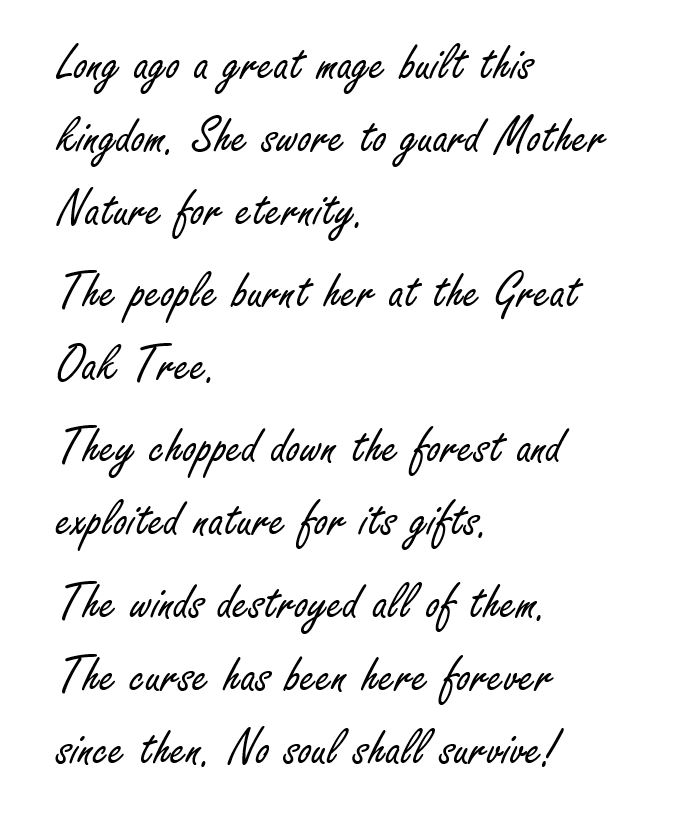 Long ago a great mage built this
kingdom. She swore to guard Mother
Nature for eternity.
The people burnt her at the Great
Oak Tree.
They chopped down the forest and
exploited nature for its gifts.
The winds destroyed all of them.
The curse has been here forever
since then. No soul shall survive!